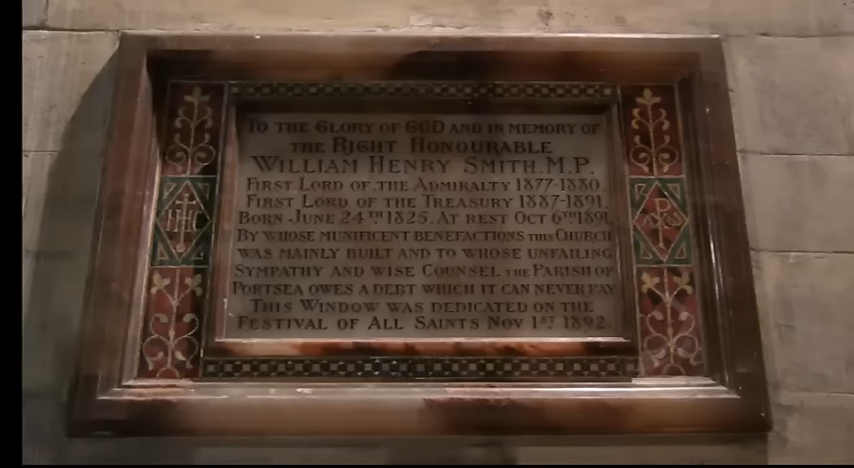 TO THE GLORY OF GOD AND IN MEMORY OF
THE RIGHT HONOURABLE
WILLIAM HENRY SMITH. M.P.
FIRST LORD OF THE ADMIRALTY 1877-1880.
FIRST LORD OF THE TREASURY 1887-1891.
BORN JUNE 24TH 1825. AT REST OCT 6TH 1891.
BY WHOSE MUNIFICENT BENEFACTIONS THIS CHURCH
WAS MAINLY BUILT AND TO WHOSE UNFAILING
SYMPATHY AND WISE COUNSEL THE PARISH OF
PORTSEA OWES A DEBT WHICH IT CAN NEVER PAY
THIS WINDOW WAS DEDICATED ON THE
FESTIVAL OF ALL SAINTS NOV 1ST 1892.